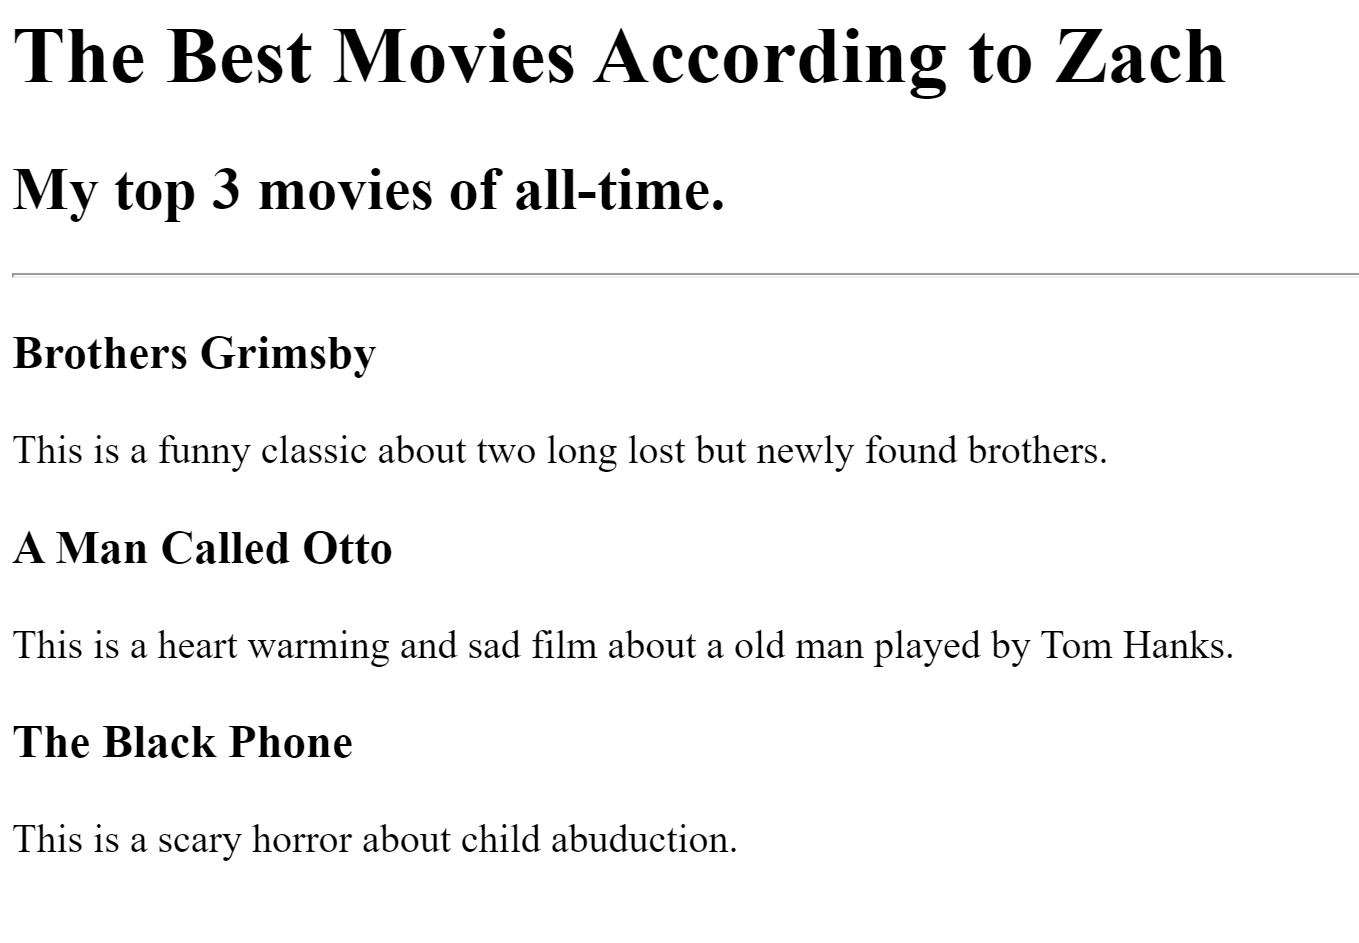 The Best Movies According to Zach
My top 3 movies of all-time.
Brothers Grimsby
This is a funny classic about two long lost but newly found brothers.
A Man Called Otto
This is a heart warming and sad film about a old man played by Tom Hanks.
The Black Phone
This is a scary horror about child abuduction.